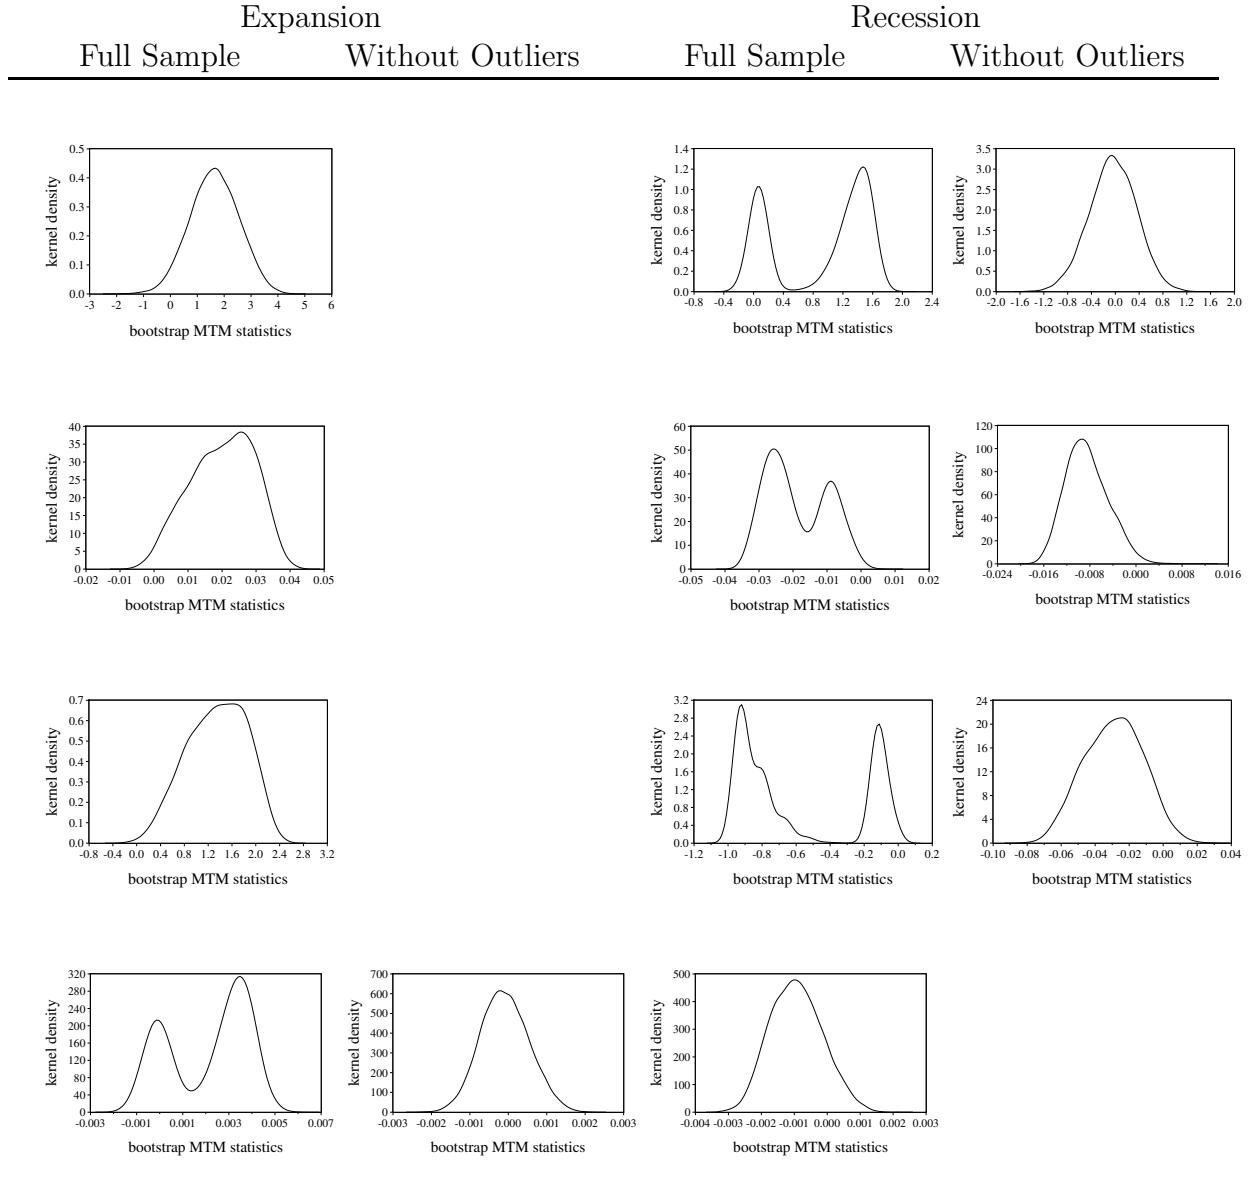 Expansion Recession
Full Sample Without Outliers Full Sample Without Outliers
kernel density
0.5
0.4
0.3
0.2
0.1
0.0
-3 -2 -1 0 1 2 3 4 5 6
bootstrap MTM statistics
kernel density
1.4
1.2
1.0
0.8
0.6
0.4
0.2
0.0
-0.8 -0.4 0.0 0.4 0.8 1.2 1.6 2.0 2.4
bootstrap MTM statistics
kernel density
3.5
3.0
2.5
2.0
1.5
1.0
0.5
0.0
-2.0 -1.6 -1.2 -0.8 -0.4 0.0 0.4 0.8 1.2 1.6 2.0
bootstrap MTM statistics
kernel density
40
35
30
25
20
15
10
5
0
-0.02 -0.01 0.00 0.01 0.02 0.03 0.04 0.05
bootstrap MTM statistics
kernel density
60
50
40
30
20
10
0
-0.05 -0.04 -0.03 -0.02 -0.01 0.00 0.01 0.02
bootstrap MTM statistics
kernel density
120
100
80
60
40
20
0
-0.024 -0.016 -0.008 0.000 0.008 0.016
bootstrap MTM statistics
kernel density
0.7
0.6
0.5
0.4
0.3
0.2
0.1
0.0
-0.8 -0.4 0.0 0.4 0.8 1.2 1.6 2.0 2.4 2.8 3.2
bootstrap MTM statistics
kernel density
3.2
2.8
2.4
2.0
1.6
1.2
0.8
0.4
0.0
-1.2 -1.0 -0.8 -0.6 -0.4 -0.2 0.0 0.2
bootstrap MTM statistics
kernel density
24
20
16
12
8
4
0
-0.10 -0.08 -0.06 -0.04 -0.02 0.00 0.02 0.04
bootstrap MTM statistics
kernel density
320
280
240
200
160
120
80
40
0
-0.003 -0.001 0.001 0.003 0.005 0.007
bootstrap MTM statistics
kernel density
700
600
500
400
300
200
100
0
-0.003 -0.002 -0.001 0.000 0.001 0.002 0.003
bootstrap MTM statistics
kernel density
500
400
300
200
100
0
-0.004 -0.003 -0.002 -0.001 0.000 0.001 0.002 0.003
bootstrap MTM statistics